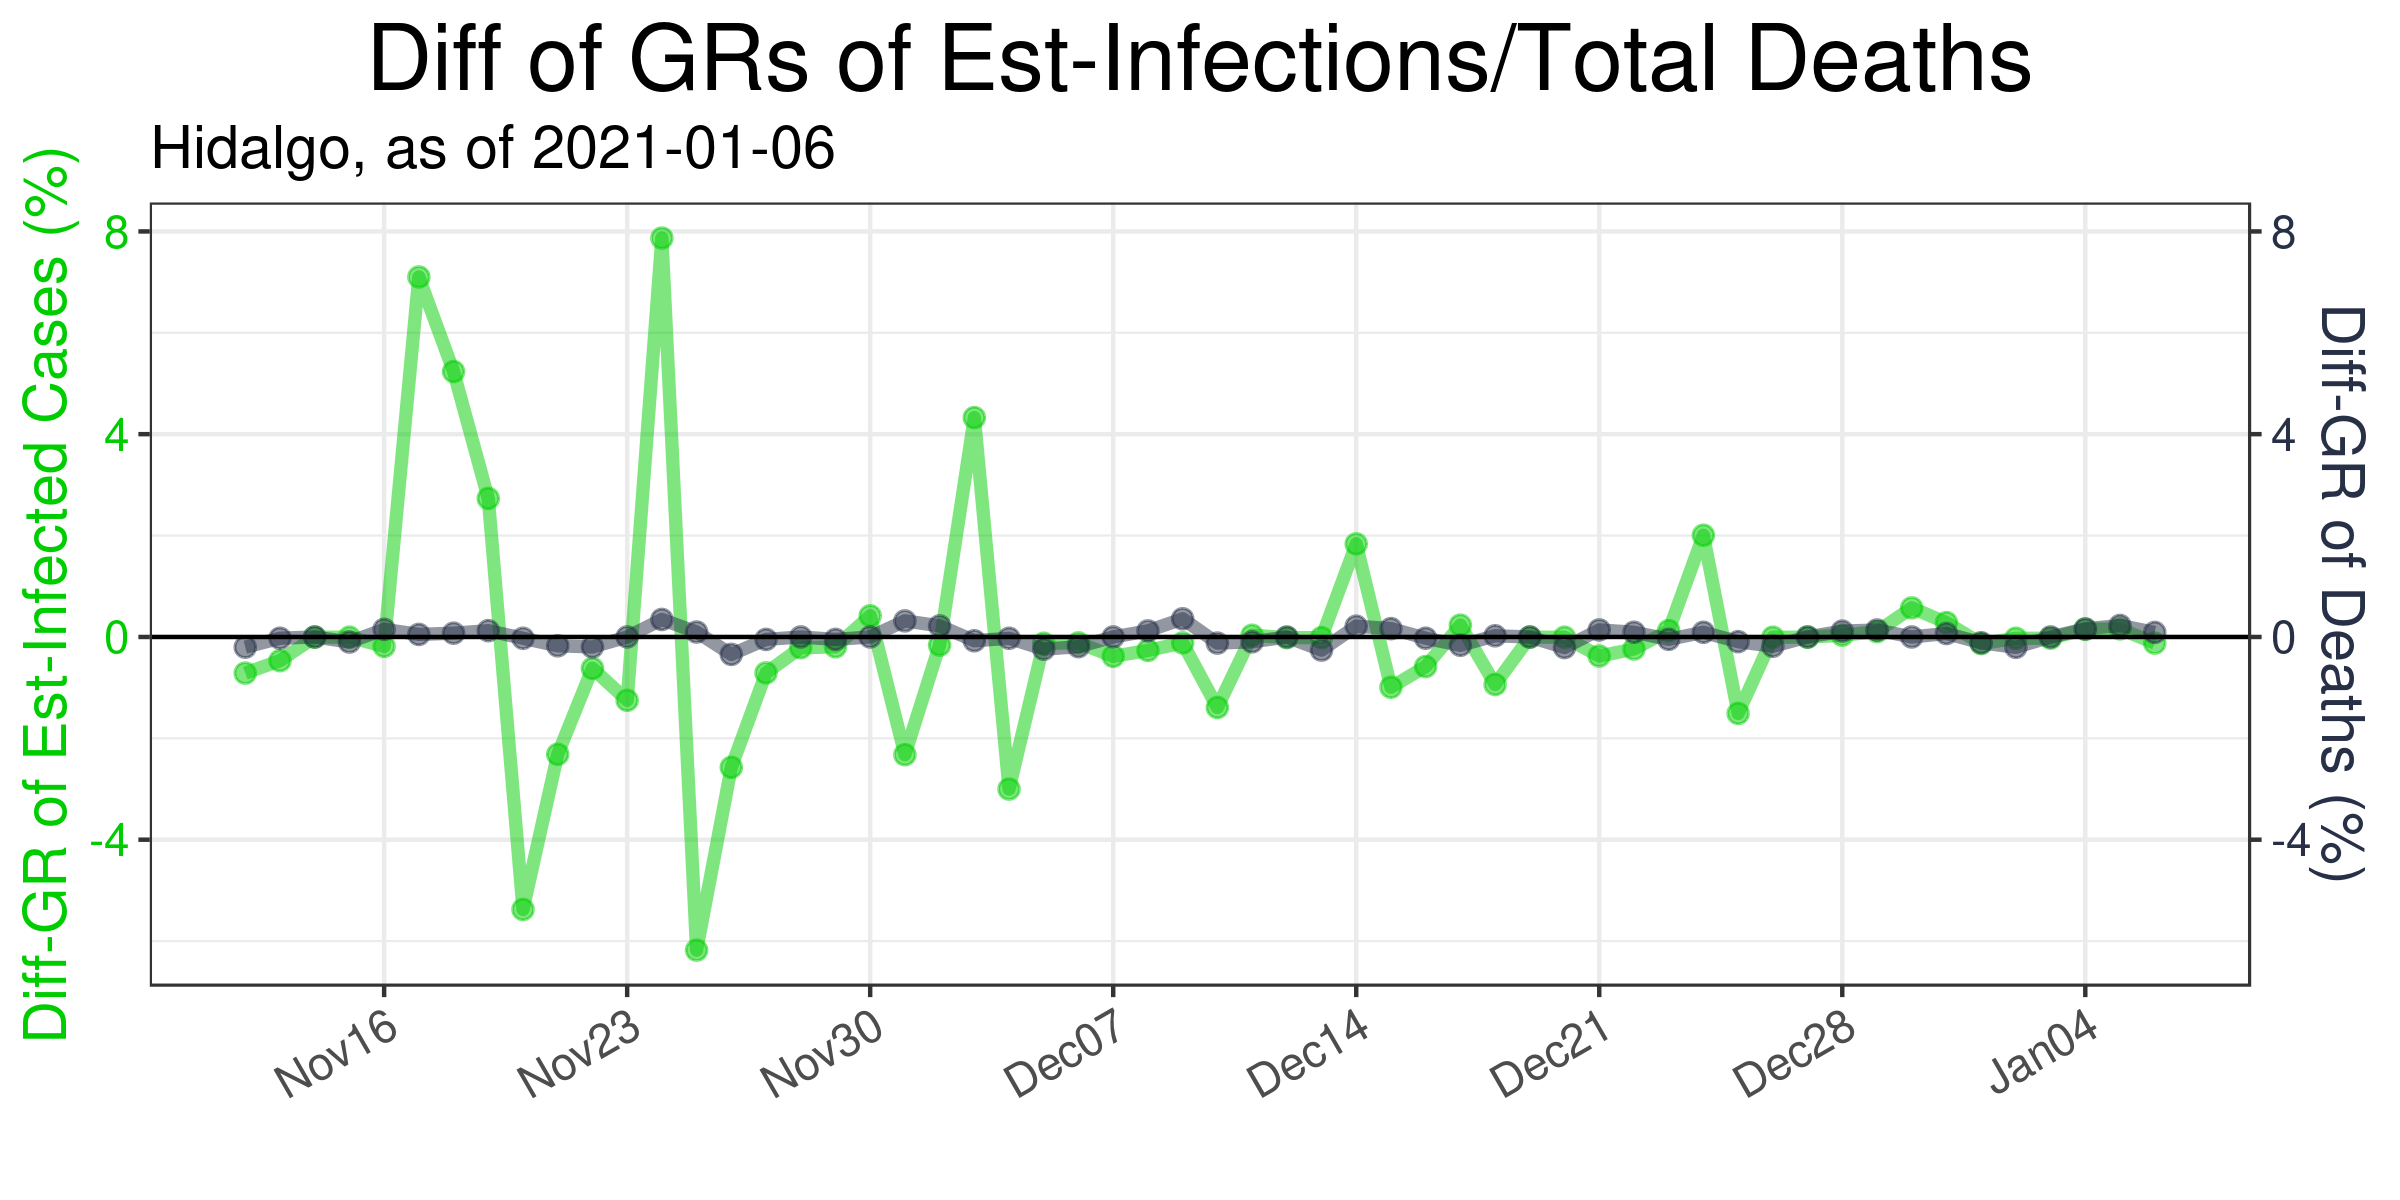 Diff of GRs of Est-Infections/Total Deaths
Hidalgo, as of 2021-01-06
Diff-GR of Est-Infected Cases (%)
8
4
0
-4
8
4
0
-4
Diff-GR of Deaths (%)
Nov16
Nov23
Nov30
Dec07
Dec14
Dec21
Dec28
Jan04